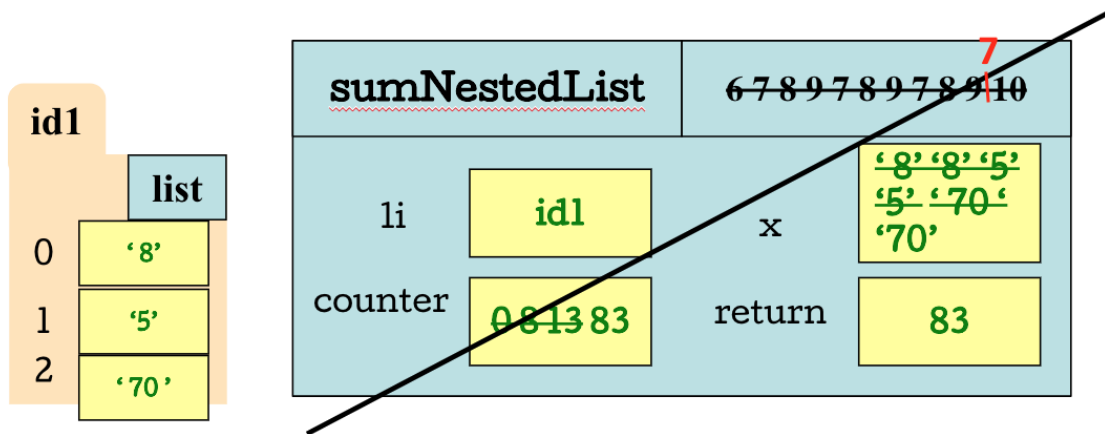 id1
list
0 '8'
1 '5'
2 '70'
sumNestedList
7
6 7 8 9 7 8 9 7 8 9 10
li id1
x '8' '8' '5'
'5' '70'
'70'
counter 0 8 13 83
return 83